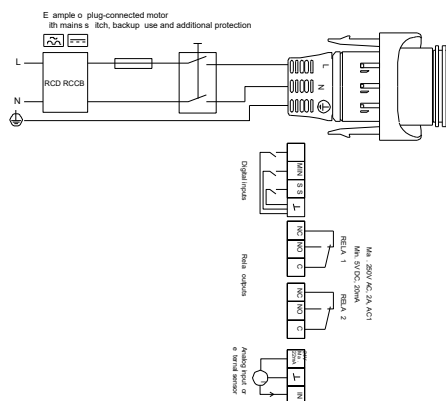 E ample o plug-connected motor
ith mains s itch, backup use and additional protection
L
RCD RCCB
N
L
N
Digital inputs
MIN
S S
Rela outputs
NC
NO
C
RELA 1
Ma . 250V AC, 2A, AC1
Min. 5V DC, 20mA
NC
NO
C
RELA 2
Analog input or
e ternal sensor
IN